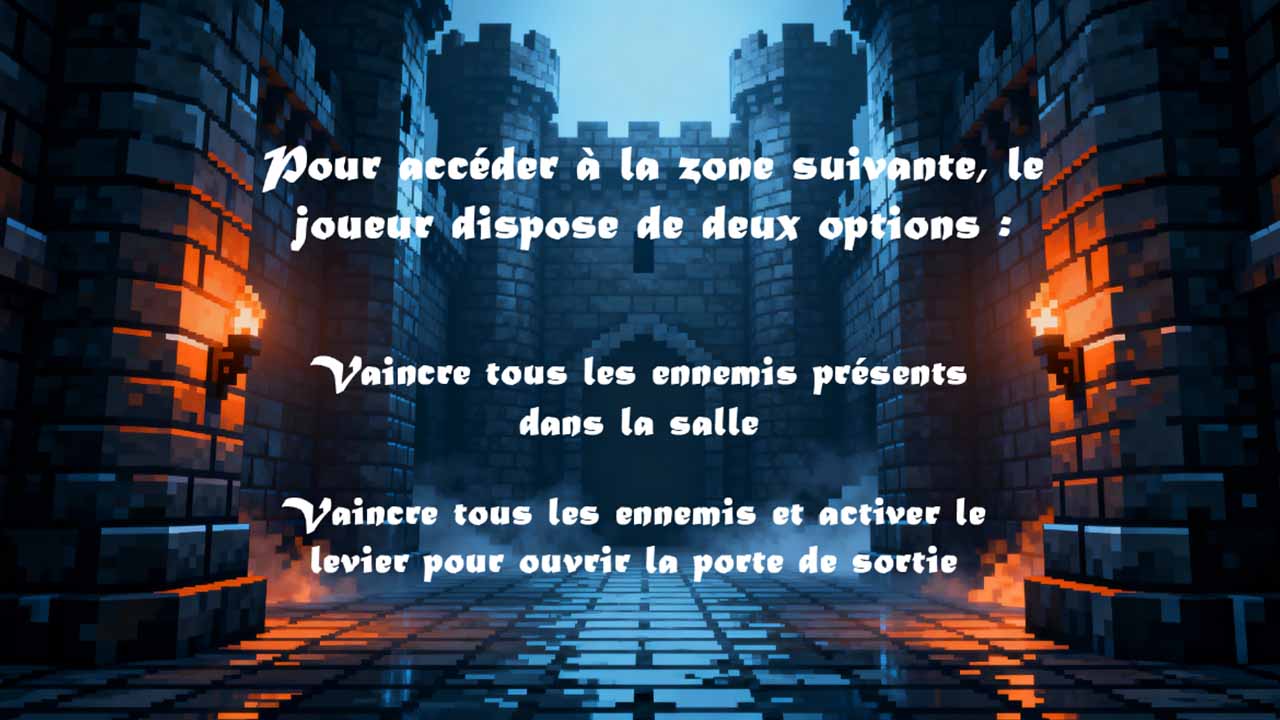 Pour accéder à la zone suivante, le
joueur dispose de deux options :
Vaincre tous les ennemis présents
dans la salle
Vaincre tous les ennemis et activer le
levier pour ouvrir la porte de sortie